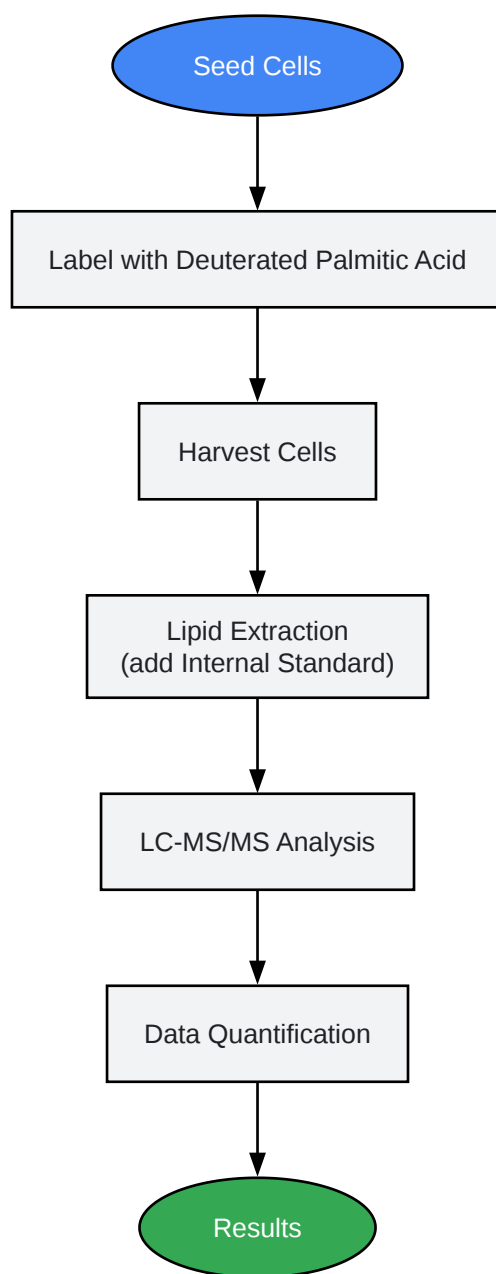 Seed Cells
Label with Deuterated Palmitic Acid
Harvest Cells
Lipid Extraction
(add Internal Standard)
LC-MS/MS Analysis
Data Quantification
Results